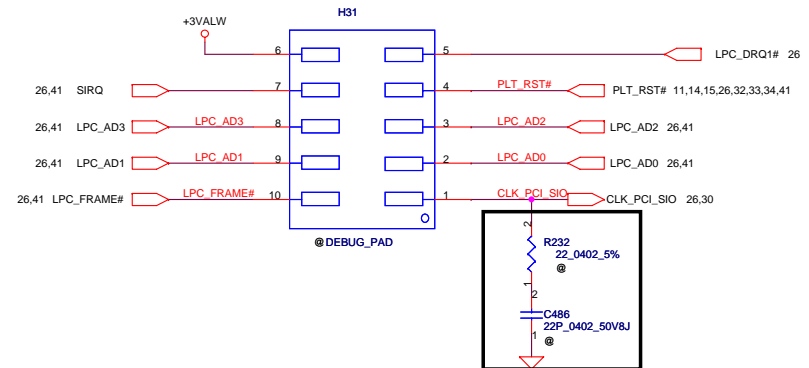 H31
+3VALW
6
5
LPC_DRQ1# 26
26,41 SIRQ
7
4
PLT_RST#
PLT_RST# 11,14,15,26,32,33,34,41
26,41 LPC_AD3
LPC_AD3
8
3
LPC_AD2
LPC_AD2 26,41
26,41 LPC_AD1
LPC_AD1
9
2
LPC_AD0
LPC_AD0 26,41
26,41 LPC_FRAME#
LPC_FRAME#
10
1
CLK_PCI_SIO
CLK_PCI_SIO 26,30
@DEBUG_PAD
2
R232
22_0402_5%
@
1
2
C486
22P_0402_50V8J
1
@